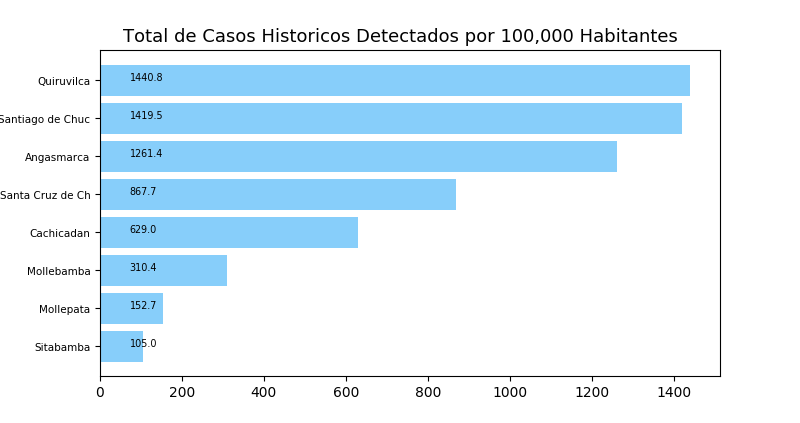 Total de Casos Historicos Detectados por 100,000 Habitantes
Quiruvilca 1440.8
Santiago de Chuc 1419.5
Angasmarca 1261.4
Santa Cruz de Ch 867.7
Cachicadan 629.0
Mollebamba 310.4
Mollepata 152.7
Sitabamba 105.0
0 200 400 600 800 1000 1200 1400